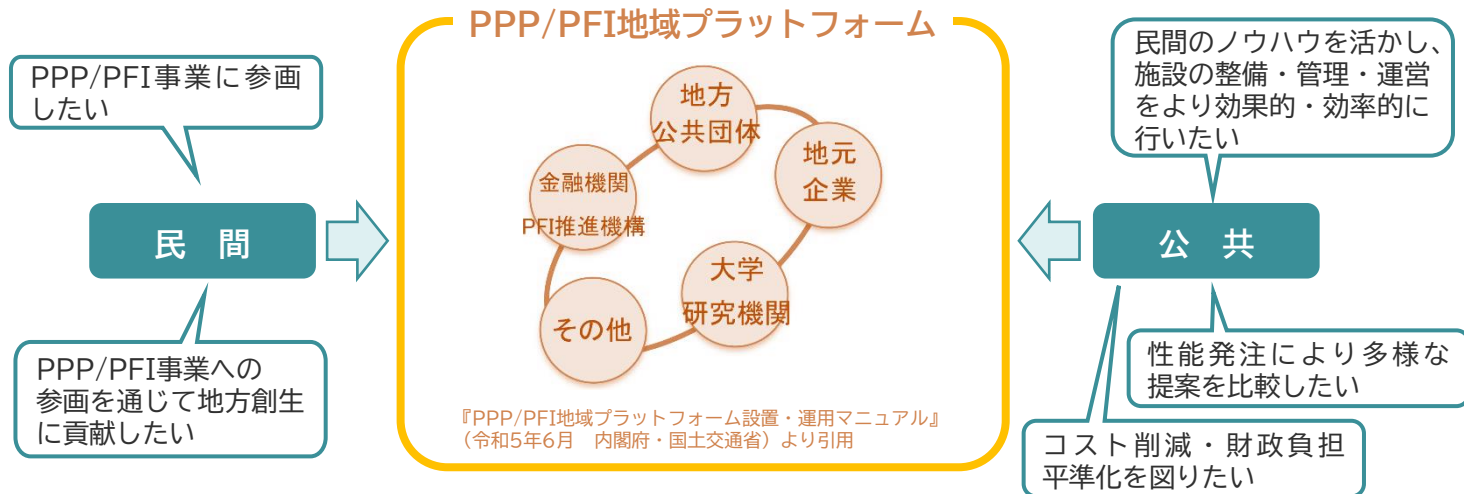 PPP/PFI地域プラットフォーム
PPP/PFI事業に参画
したい
民間
PPP/PFI事業への
参画を通じて地方創生
に貢献したい
地方
公共団体
地元
企業
金融機関
PFI推進機構
大学
研究機関
その他
『PPP/PFI地域プラットフォーム設置・運用マニュアル』
（令和5年6月　内閣府・国土交通省）より引用
民間のノウハウを活かし、
施設の整備・管理・運営
をより効果的・効率的に
行いたい
公共
性能発注により多様な
提案を比較したい
コスト削減・財政負担
平準化を図りたい